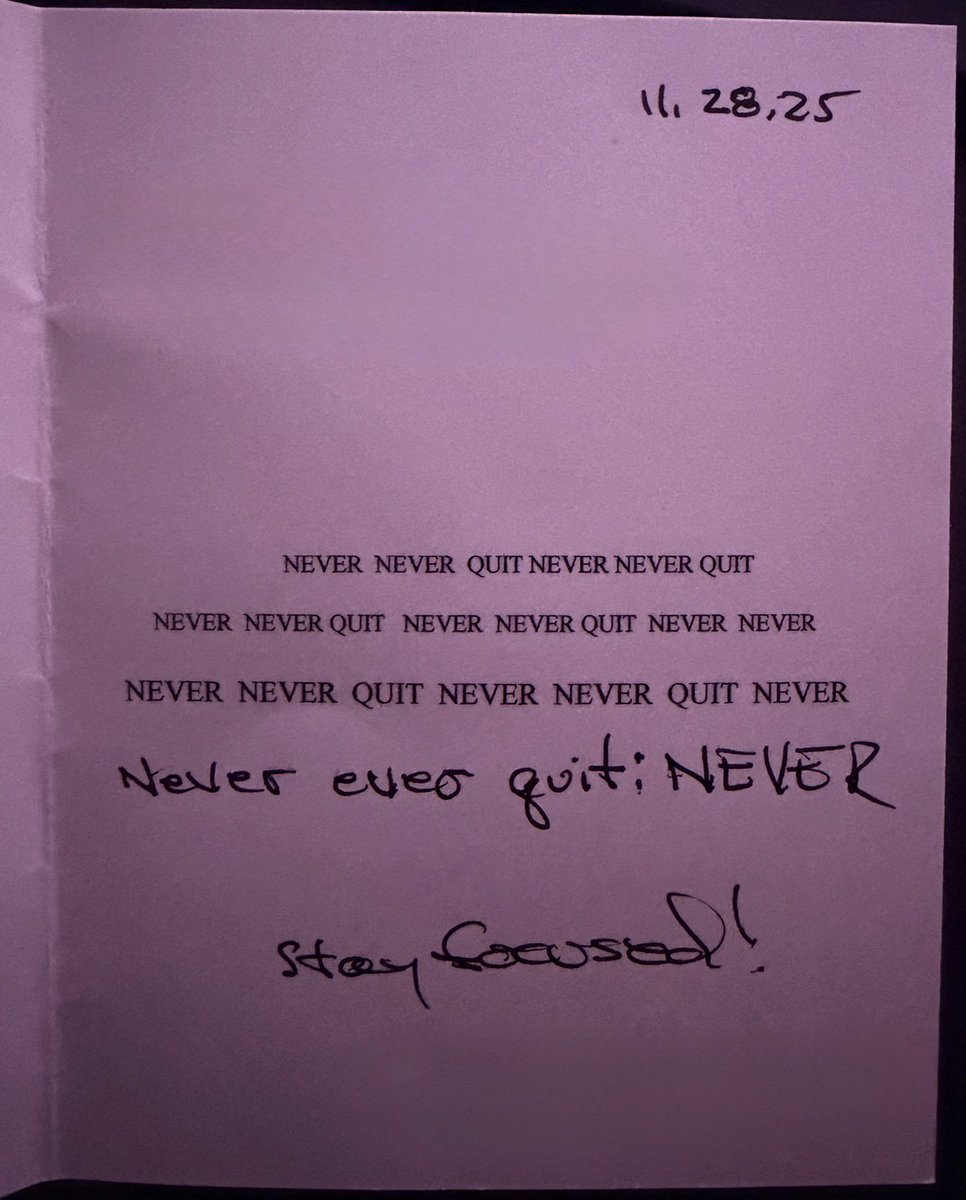 11. 28, 25
NEVER NEVER QUIT NEVER NEVER QUIT
NEVER NEVER QUIT NEVER NEVER QUIT NEVER NEVER
NEVER NEVER QUIT NEVER NEVER QUIT NEVER
Never ever quit: NEVER
stay focused!